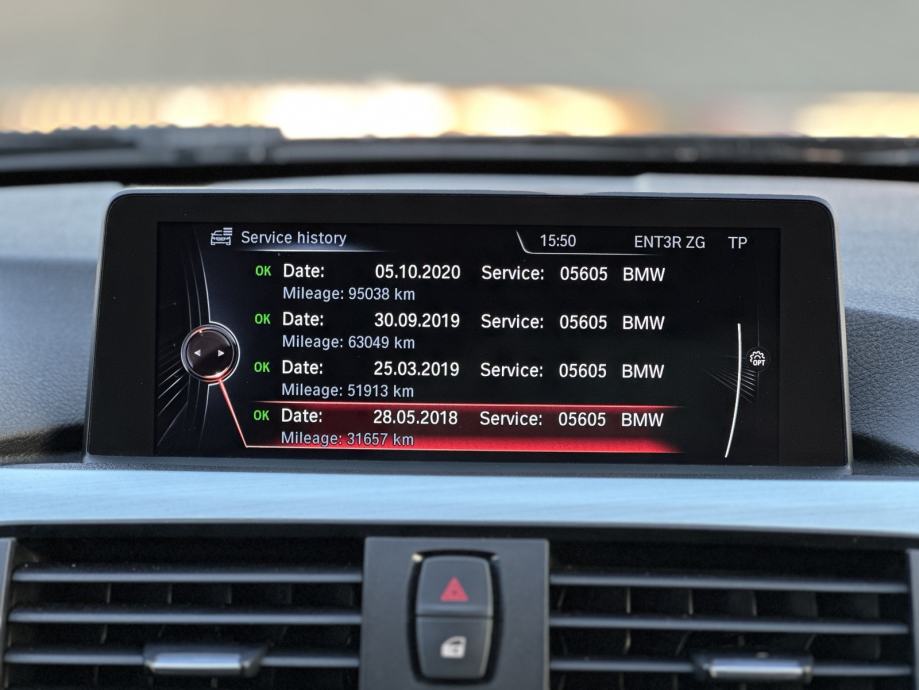 Service history 15:50 ENT3R ZG TP
OK Date: 05.10.2020 Service: 05605 BMW
Mileage: 95038 km
OK Date: 30.09.2019 Service: 05605 BMW
Mileage: 63049 km
OPT
OK Date: 25.03.2019 Service: 05605 BMW
Mileage: 51913 km
OK Date: 28.05.2018 Service: 05605 BMW
Mileage: 31657 km